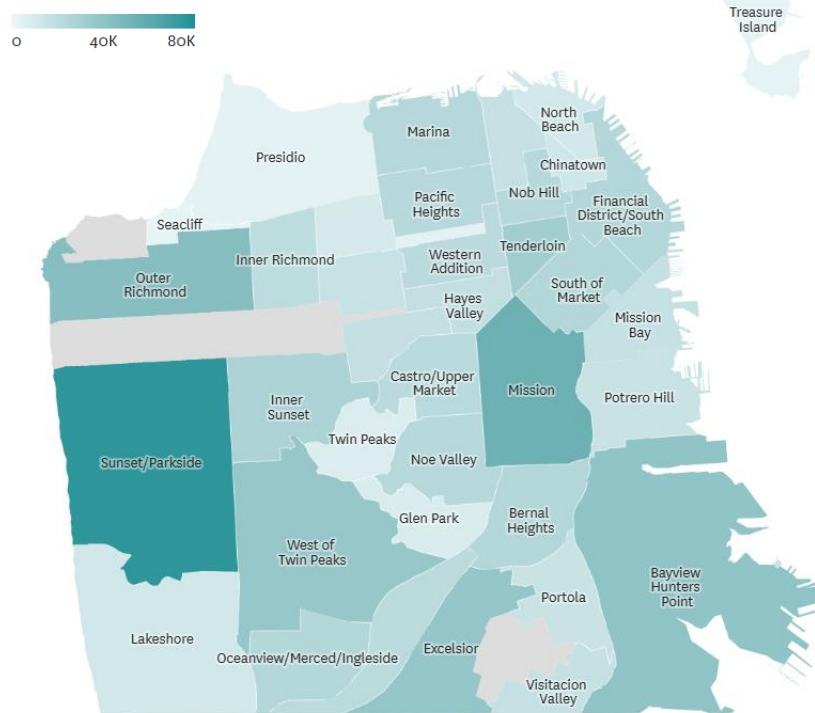 0 40K 80K
Treasure
Island
North
Beach
Marina
Presidio
Chinatown
Nob Hill
Pacific
Heights
Financial
District/South
Beach
Seacliff
Tenderloin
Western
Addition
Inner Richmond
Outer
Richmond
South of
Market
Hayes
Valley
Mission
Bay
Castro/Upper
Market
Mission
Potrero Hill
Inner
Sunset
Twin Peaks
Noe Valley
Sunset/Parkside
Glen Park
Bernal
Heights
West of
Twin Peaks
Bayview
Hunters
Point
Portola
Lakeshore
Oceanview/Merced/Ingleside
Excelsior
Visitacion
Valley